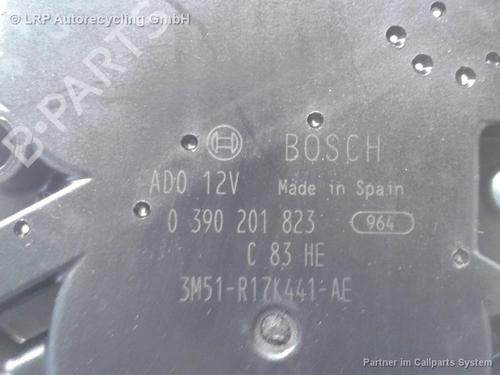 © LRP Autorecycling GmbH
B-PARTS
BOSCH
ADO 12V Made in Spain
0 390 201 823 964
C 83 HE
3M51-R17K441-AE
Partner im Callparts System